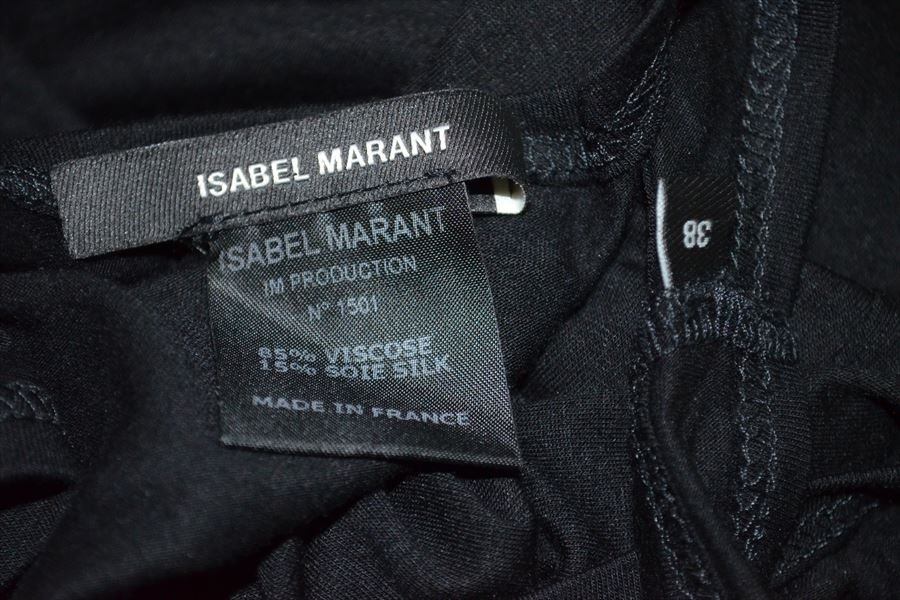 ISABEL MARANT
ISABEL MARANT
IM PRODUCTION
N° 1501
85% VISCOSE
15% SOIE SILK
MADE IN FRANCE
38